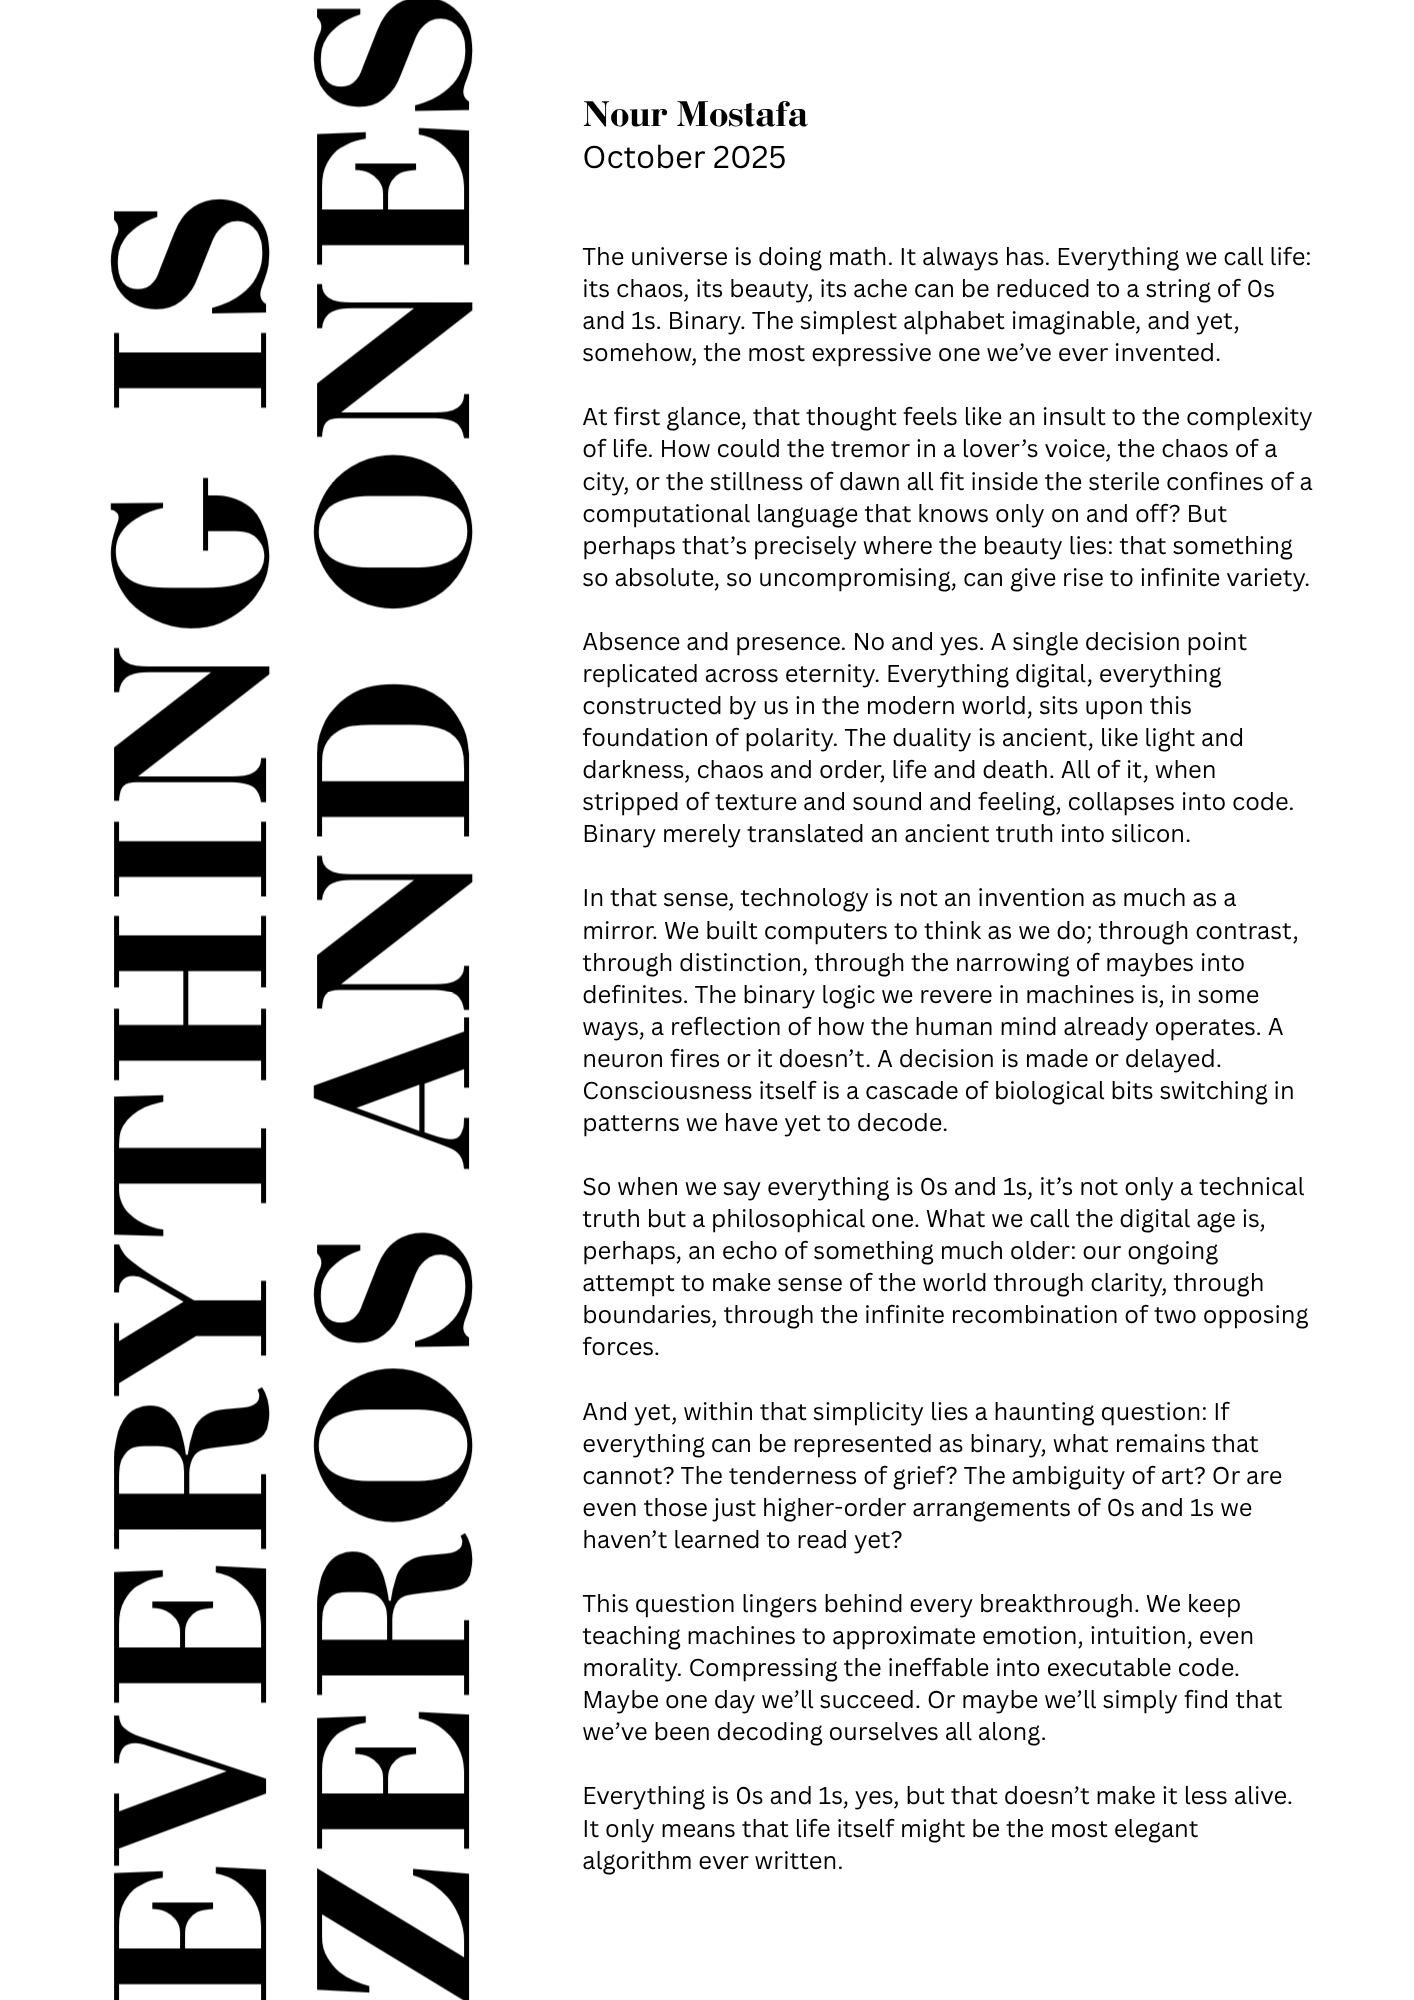 EVERYTHING IS
ZEROS AND ONES
Nour Mostafa
October 2025
The universe is doing math. It always has. Everything we call life:
its chaos, its beauty, its ache can be reduced to a string of 0s
and 1s. Binary. The simplest alphabet imaginable, and yet,
somehow, the most expressive one we’ve ever invented.
At first glance, that thought feels like an insult to the complexity
of life. How could the tremor in a lover’s voice, the chaos of a
city, or the stillness of dawn all fit inside the sterile confines of a
computational language that knows only on and off? But
perhaps that’s precisely where the beauty lies: that something
so absolute, so uncompromising, can give rise to infinite variety.
Absence and presence. No and yes. A single decision point
replicated across eternity. Everything digital, everything
constructed by us in the modern world, sits upon this
foundation of polarity. The duality is ancient, like light and
darkness, chaos and order, life and death. All of it, when
stripped of texture and sound and feeling, collapses into code.
Binary merely translated an ancient truth into silicon.
In that sense, technology is not an invention as much as a
mirror. We built computers to think as we do; through contrast,
through distinction, through the narrowing of maybes into
definites. The binary logic we revere in machines is, in some
ways, a reflection of how the human mind already operates. A
neuron fires or it doesn’t. A decision is made or delayed.
Consciousness itself is a cascade of biological bits switching in
patterns we have yet to decode.
So when we say everything is 0s and 1s, it’s not only a technical
truth but a philosophical one. What we call the digital age is,
perhaps, an echo of something much older: our ongoing
attempt to make sense of the world through clarity, through
boundaries, through the infinite recombination of two opposing
forces.
And yet, within that simplicity lies a haunting question: If
everything can be represented as binary, what remains that
cannot? The tenderness of grief? The ambiguity of art? Or are
even those just higher-order arrangements of 0s and 1s we
haven’t learned to read yet?
This question lingers behind every breakthrough. We keep
teaching machines to approximate emotion, intuition, even
morality. Compressing the ineffable into executable code.
Maybe one day we’ll succeed. Or maybe we’ll simply find that
we’ve been decoding ourselves all along.
Everything is 0s and 1s, yes, but that doesn’t make it less alive.
It only means that life itself might be the most elegant
algorithm ever written.